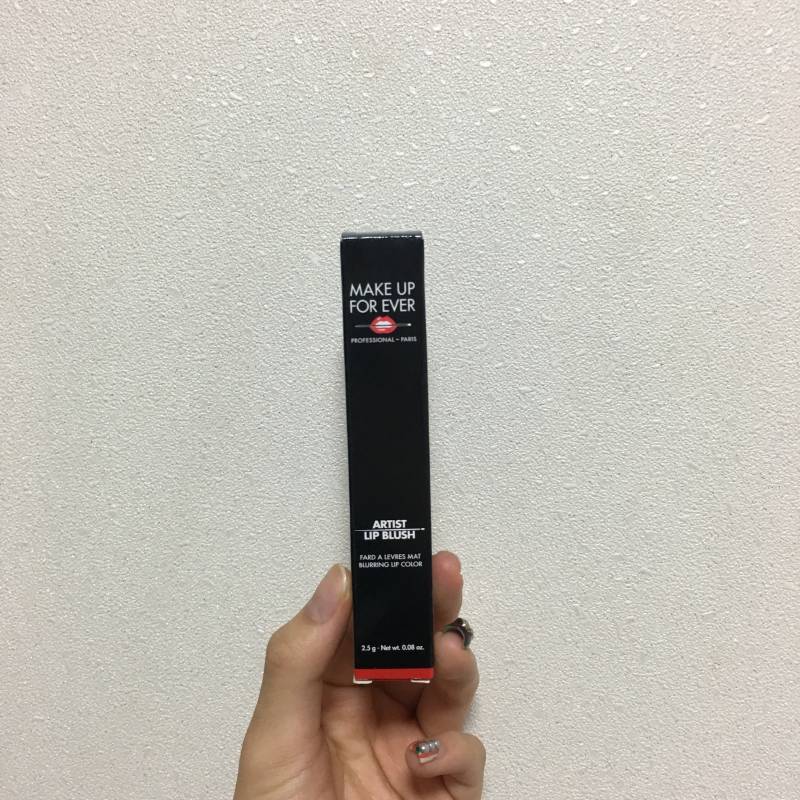 MAKE UP
FOR EVER
PROFESSIONAL – PARIS
ARTIST
LIP BLUSH
FARD A LEVRES MAT
BLURRING LIP COLOR
2.5 g - Net wt. 0.08 oz.